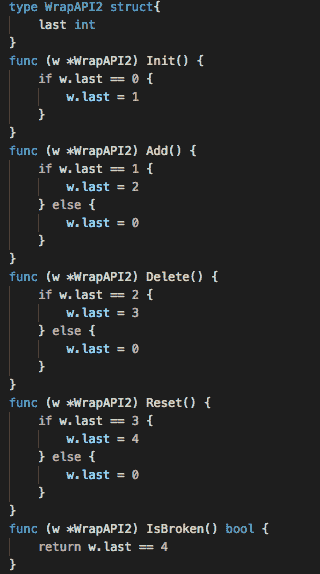 type WrapAPI2 struct{
    last int
}
func (w *WrapAPI2) Init() {
    if w.last == 0 {
        w.last = 1
    }
}
func (w *WrapAPI2) Add() {
    if w.last == 1 {
        w.last = 2
    } else {
        w.last = 0
    }
}
func (w *WrapAPI2) Delete() {
    if w.last == 2 {
        w.last = 3
    } else {
        w.last = 0
    }
}
func (w *WrapAPI2) Reset() {
    if w.last == 3 {
        w.last = 4
    } else {
        w.last = 0
    }
}
func (w *WrapAPI2) IsBroken() bool {
    return w.last == 4
}